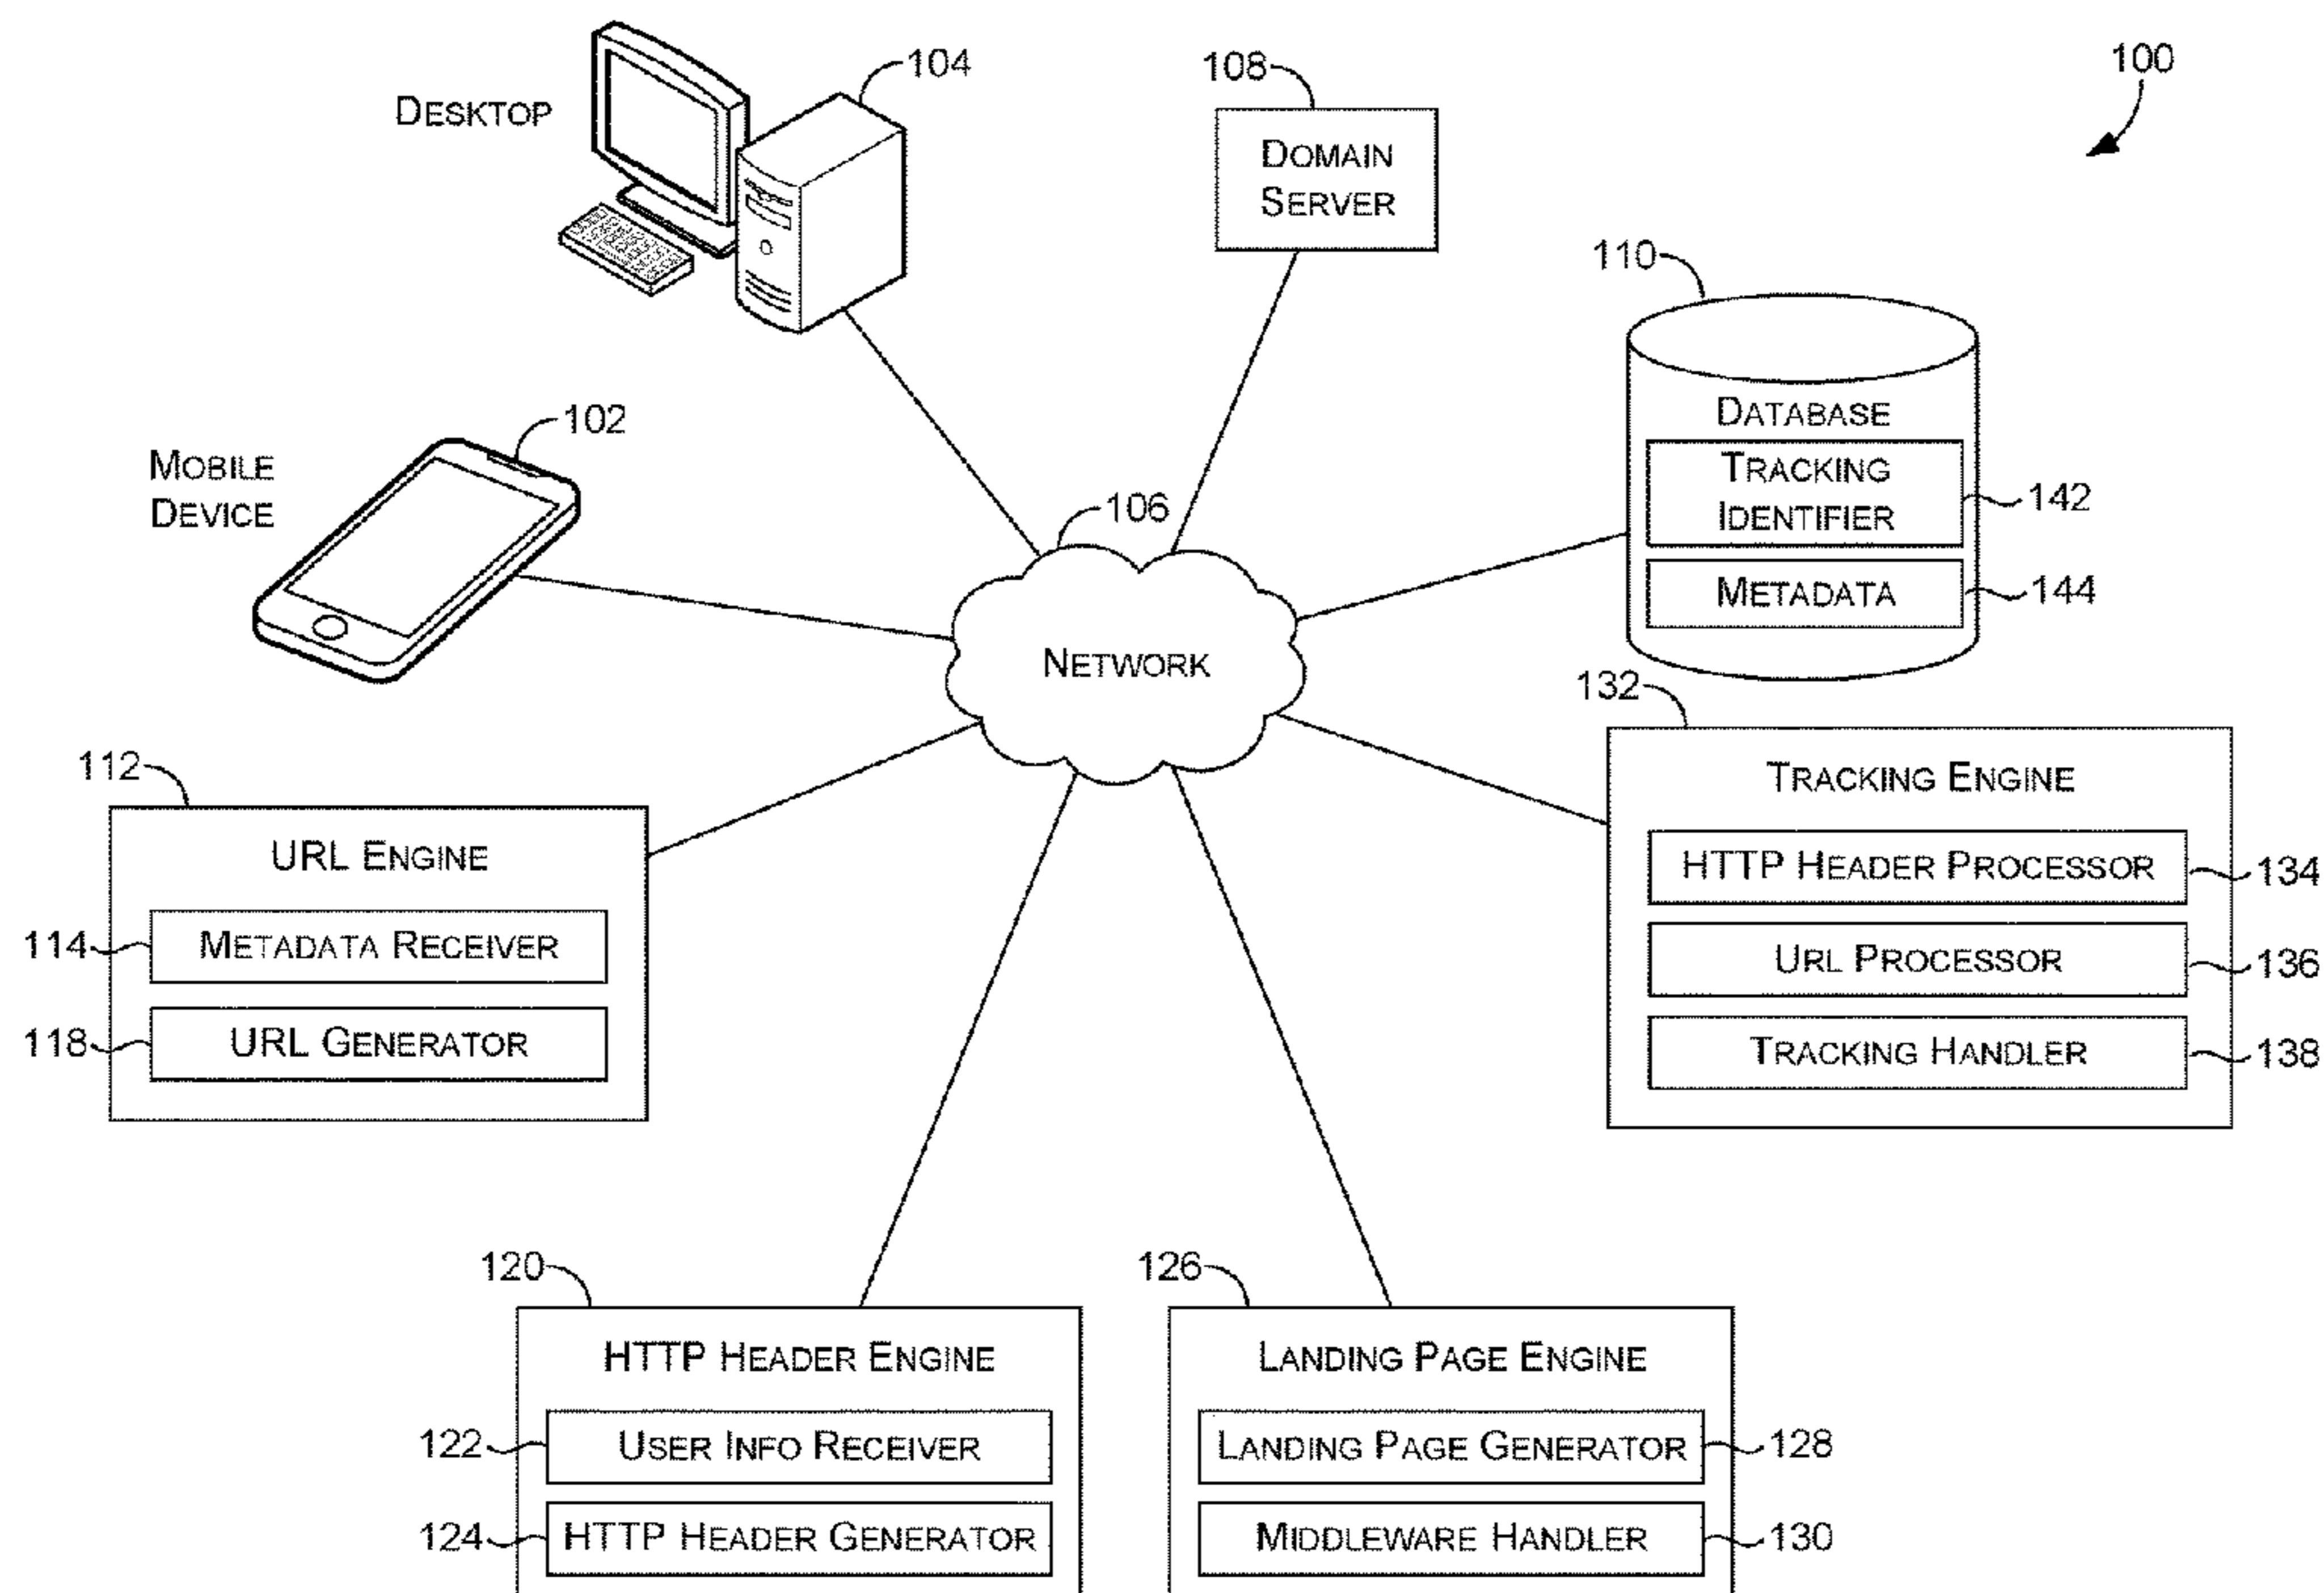 104
108
100
DESKTOP
DOMAIN
SERVER
110
102
DATABASE
MOBILE
DEVICE
TRACKING
IDENTIFIER
142
106
METADATA
144
NETWORK
132
112
TRACKING ENGINE
URL ENGINE
HTTP HEADER PROCESSOR
134
114
METADATA RECEIVER
URL PROCESSOR
136
118
URL GENERATOR
TRACKING HANDLER
138
120
126
HTTP HEADER ENGINE
LANDING PAGE ENGINE
122
USER INFO RECEIVER
LANDING PAGE GENERATOR
128
124
HTTP HEADER GENERATOR
MIDDLEWARE HANDLER
130